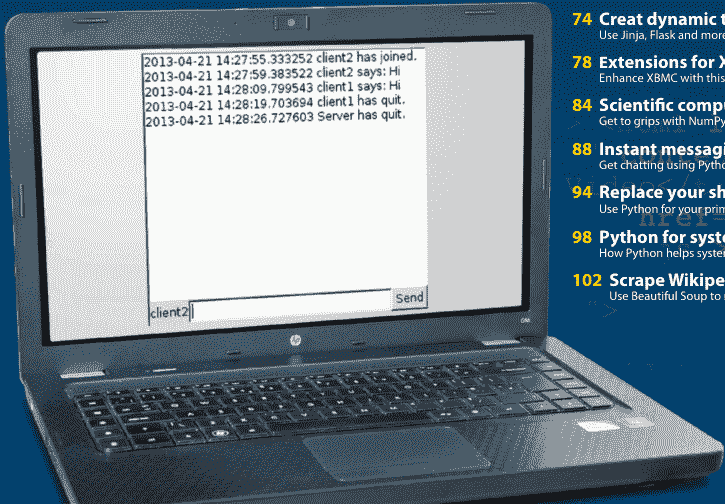 2013-04-21 14:27:55.333252 client2 has joined.
2013-04-21 14:27:59.383522 client2 says: Hi
2013-04-21 14:28:09.799543 client1 says: Hi
2013-04-21 14:28:19.703694 client1 has quit.
2013-04-21 14:28:26.727603 Server has quit.
client2
Send
hp
74 Creat dynamic t
Use Jinja, Flask and more
78 Extensions for X
Enhance XBMC with this
84 Scientific compu
Get to grips with NumPy
88 Instant messagi
Get chatting using Pytho
94 Replace your sh
Use Python for your prim
98 Python for syste
How Python helps system
102 Scrape Wikipe
Use Beautiful Soup to
href=